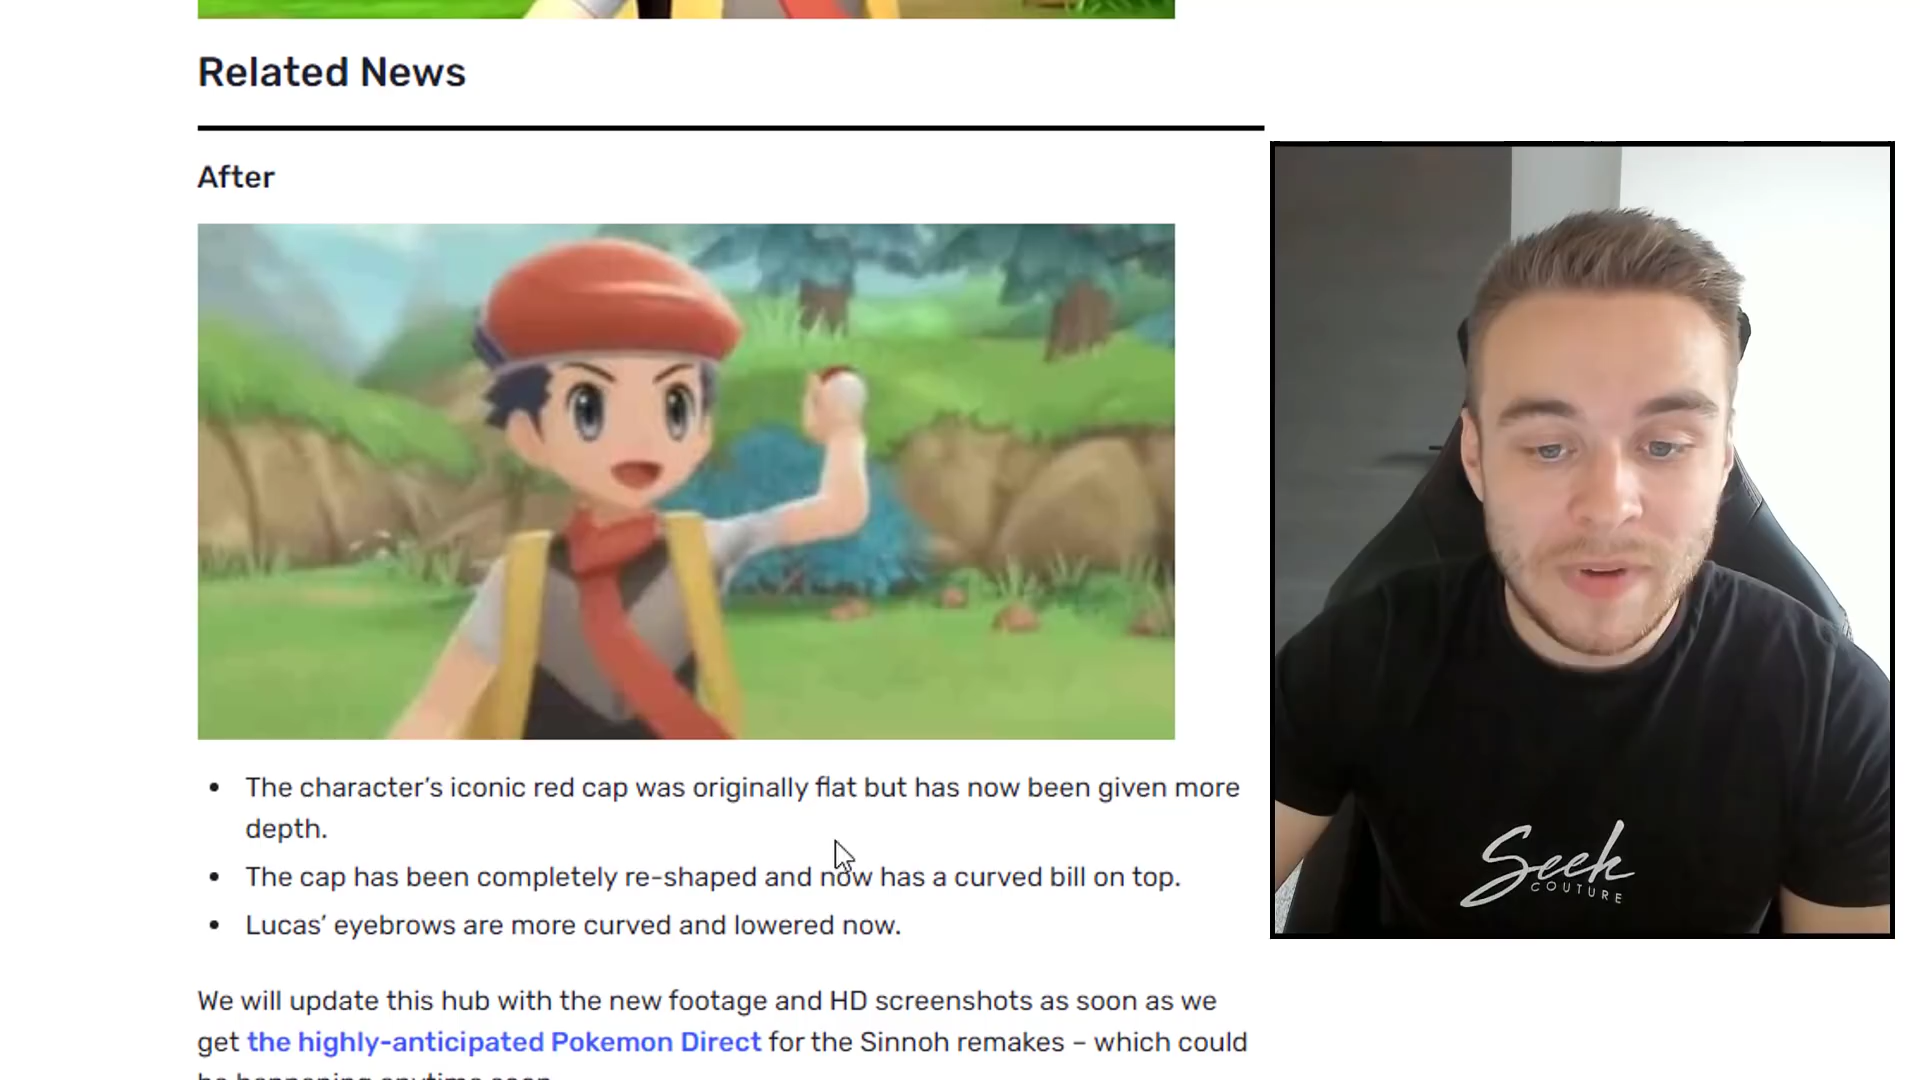 Related News
After
The character's iconic red cap was originally flat but has now been given more
depth.
The cap has been completely re-shaped and now has a curved bill on top.
Lucas' eyebrows are more curved and lowered now.
We will update this hub with the new footage and HD screenshots as soon as we
get the highly-anticipated Pokemon Direct for the Sinnoh remakes – which could
Seek
COUTURE